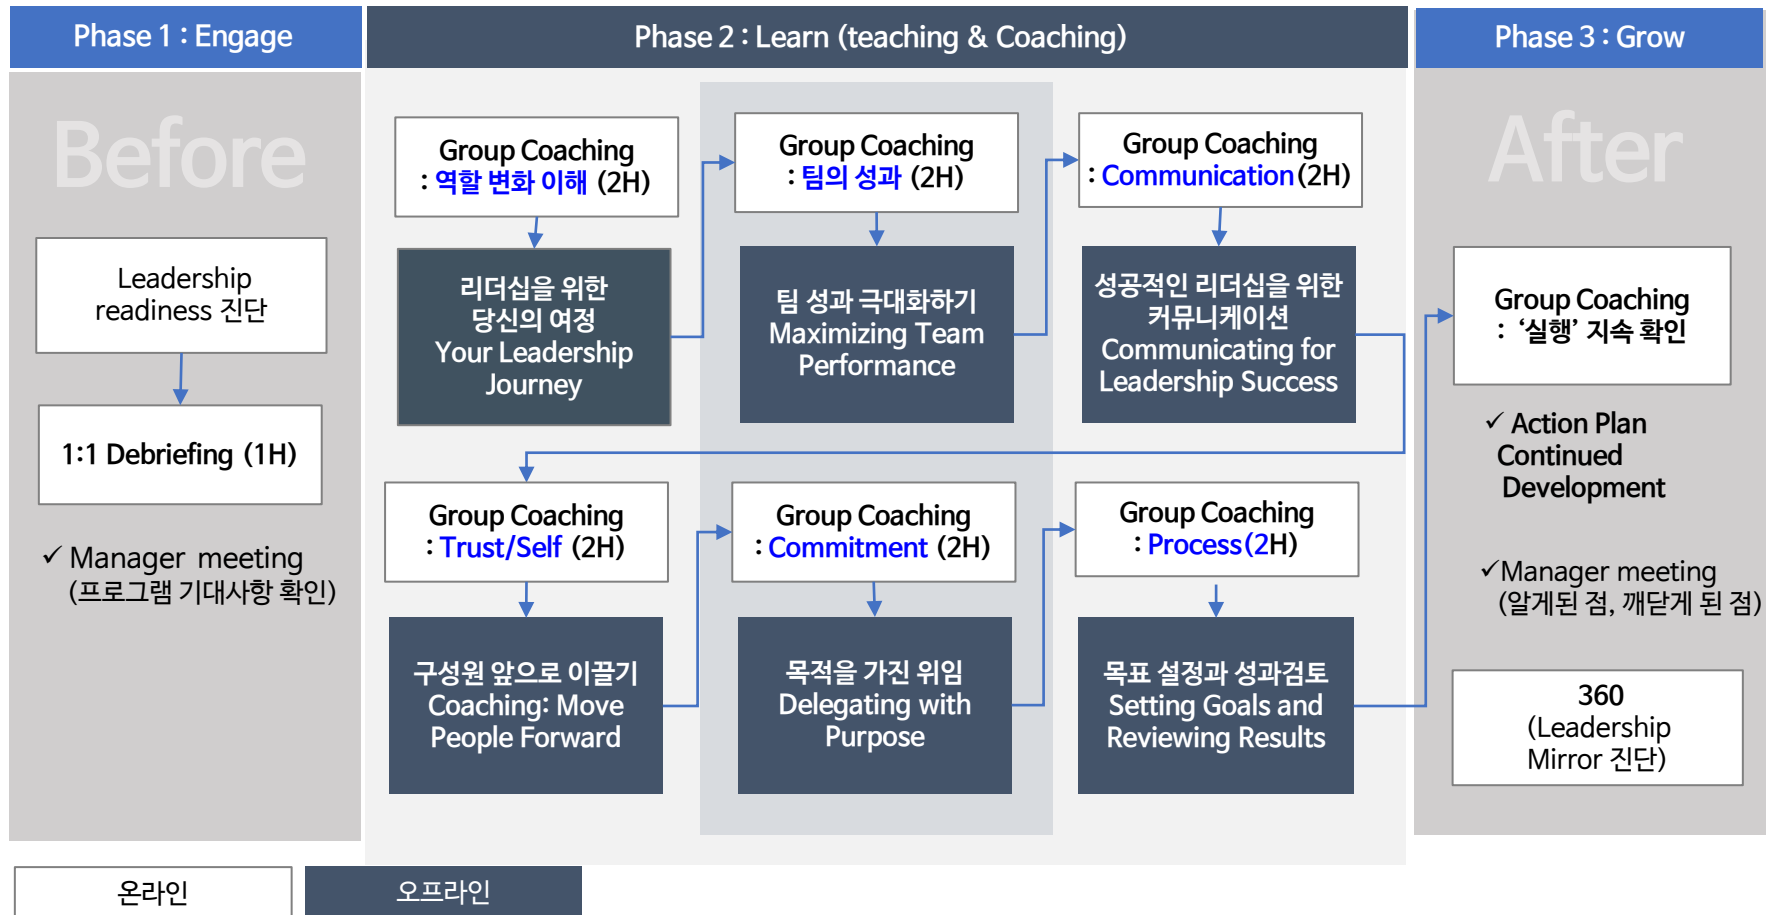 Phase 1 : Engage
Before
Leadership
readiness 진단
1:1 Debriefing (1H)
✓ Manager meeting
(프로그램 기대사항 확인)
Phase 2 : Learn (teaching & Coaching)
Group Coaching
: 역할 변화 이해 (2H)
리더십을 위한
당신의 여정
Your Leadership
Journey
Group Coaching
: 팀의 성과 (2H)
팀 성과 극대화하기
Maximizing Team
Performance
Group Coaching
: Communication(2H)
성공적인 리더십을 위한
커뮤니케이션
Communicating for
Leadership Success
Group Coaching
: Trust/Self (2H)
구성원 앞으로 이끌기
Coaching: Move
People Forward
Group Coaching
: Commitment (2H)
목적을 가진 위임
Delegating with
Purpose
Group Coaching
: Process(2H)
목표 설정과 성과검토
Setting Goals and
Reviewing Results
Phase 3 : Grow
After
Group Coaching
: ‘실행’ 지속 확인
✓ Action Plan
Continued
Development
✓Manager meeting
(알게된 점, 깨닫게 된 점)
360
(Leadership
Mirror 진단)
온라인
오프라인